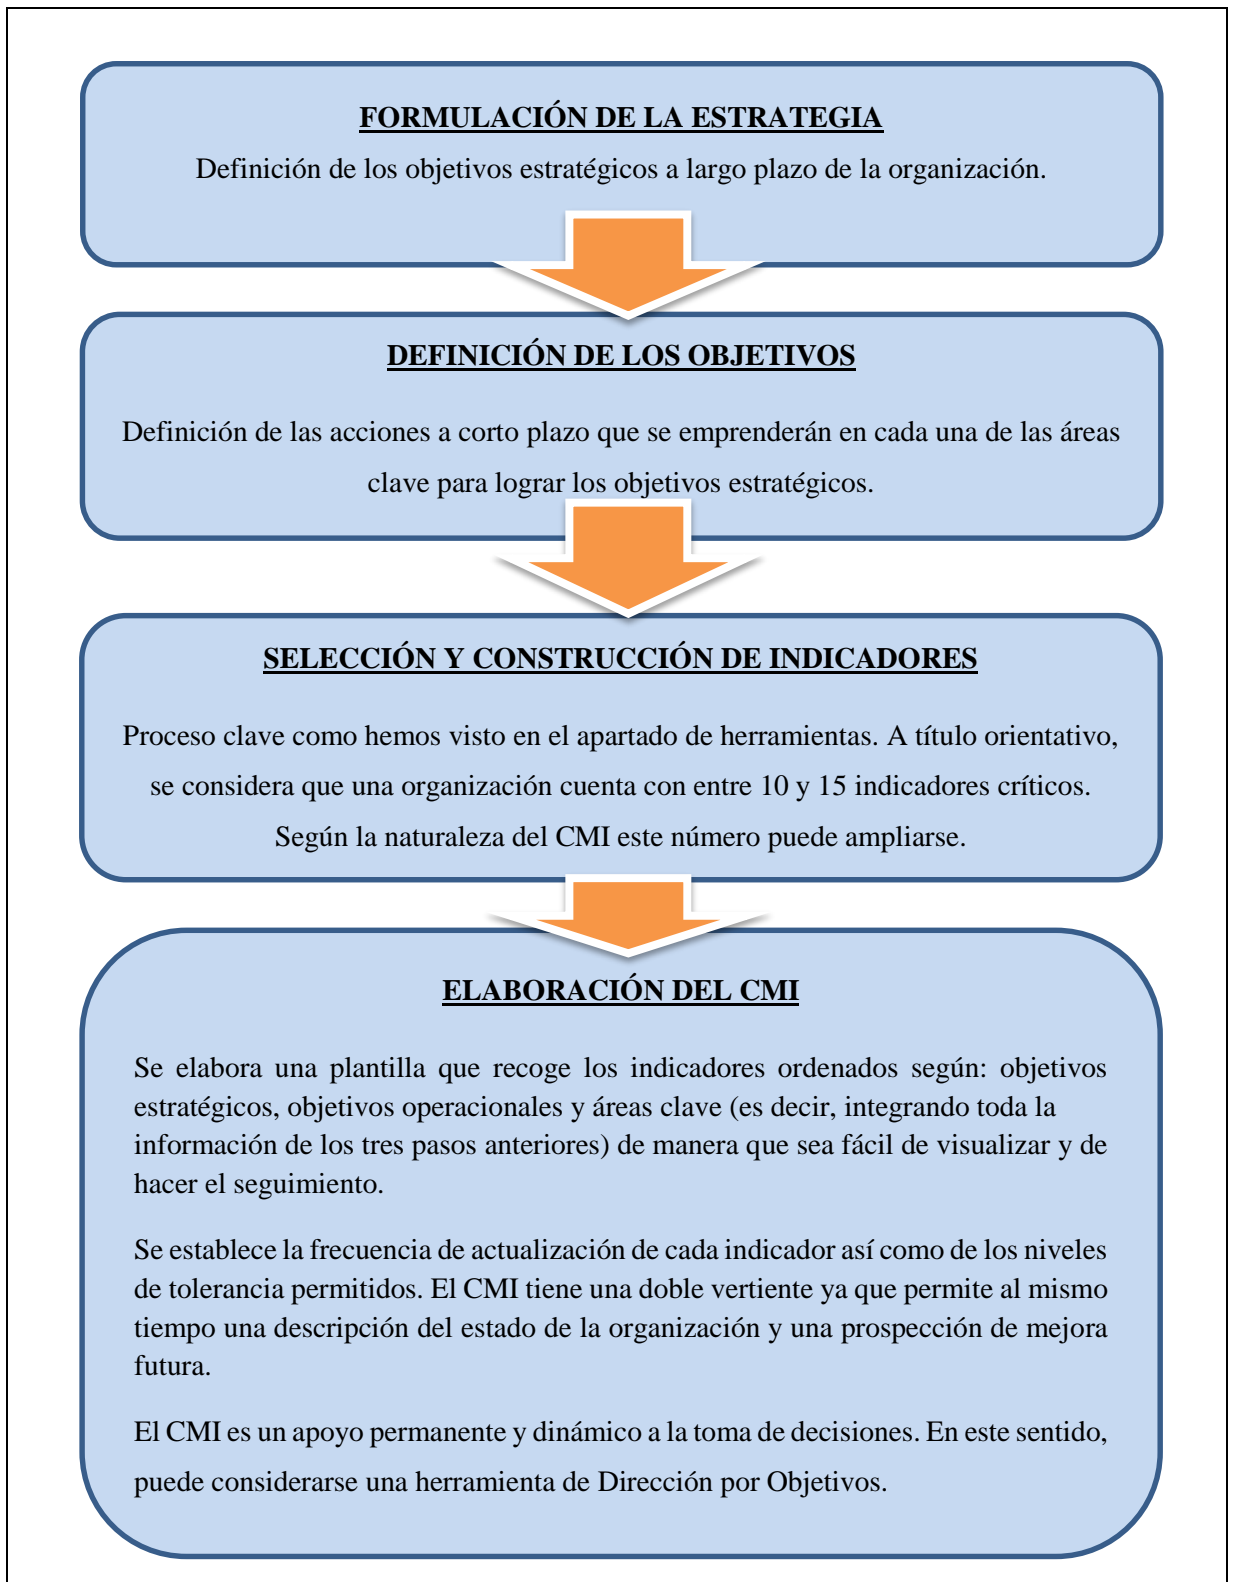 FORMULACIÓN DE LA ESTRATEGIA
Definición de los objetivos estratégicos a largo plazo de la organización.
DEFINICIÓN DE LOS OBJETIVOS
Definición de las acciones a corto plazo que se emprenderán en cada una de las áreas
clave para lograr los objetivos estratégicos.
SELECCIÓN Y CONSTRUCCIÓN DE INDICADORES
Proceso clave como hemos visto en el apartado de herramientas. A título orientativo,
se considera que una organización cuenta con entre 10 y 15 indicadores críticos.
Según la naturaleza del CMI este número puede ampliarse.
ELABORACIÓN DEL CMI
Se elabora una plantilla que recoge los indicadores ordenados según: objetivos
estratégicos, objetivos operacionales y áreas clave (es decir, integrando toda la
información de los tres pasos anteriores) de manera que sea fácil de visualizar y de
hacer el seguimiento.
Se establece la frecuencia de actualización de cada indicador así como de los niveles
de tolerancia permitidos. El CMI tiene una doble vertiente ya que permite al mismo
tiempo una descripción del estado de la organización y una prospección de mejora
futura.
El CMI es un apoyo permanente y dinámico a la toma de decisiones. En este sentido,
puede considerarse una herramienta de Dirección por Objetivos.